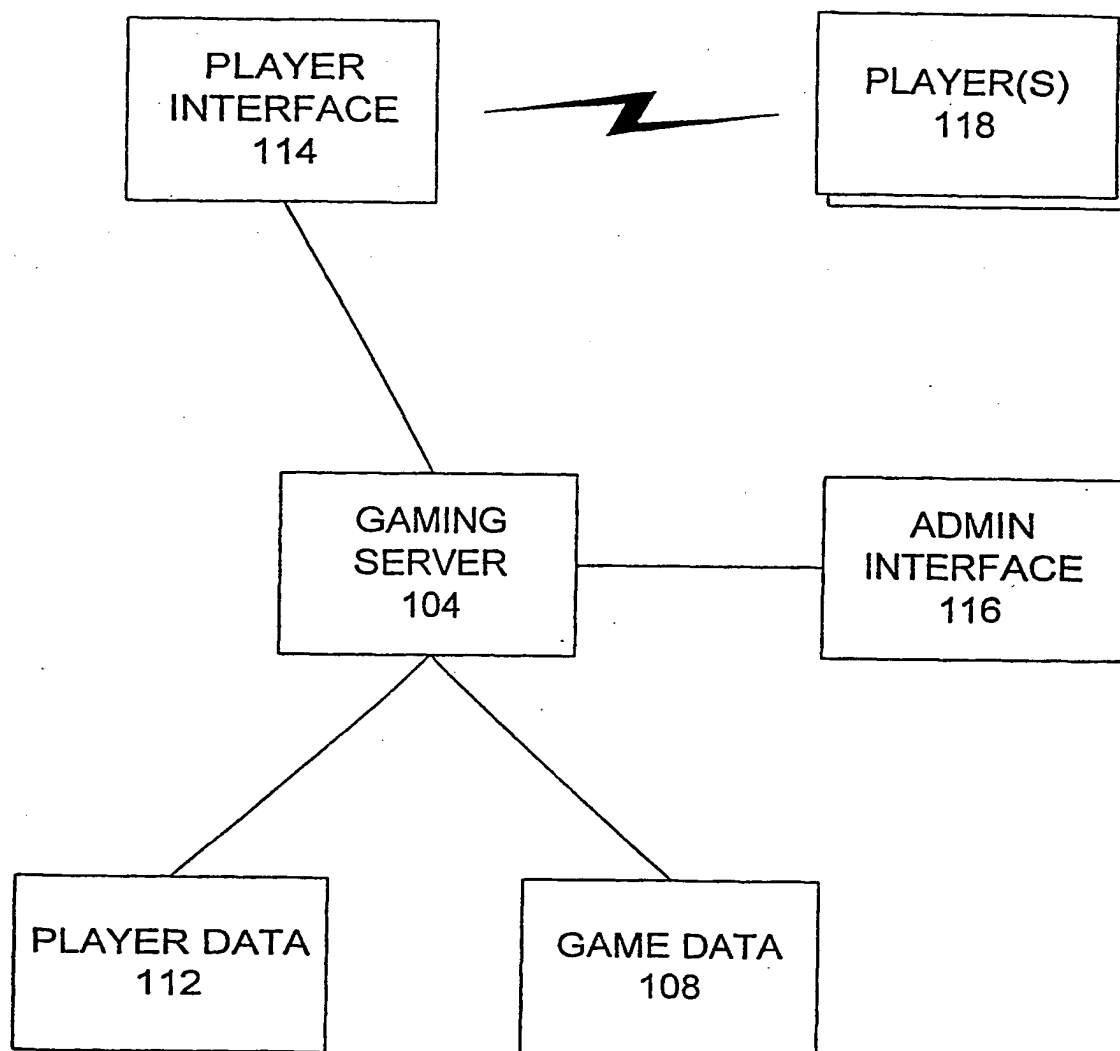 PLAYER
INTERFACE
114
PLAYER(S)
118
GAMING
SERVER
104
ADMIN
INTERFACE
116
PLAYER DATA
112
GAME DATA
108